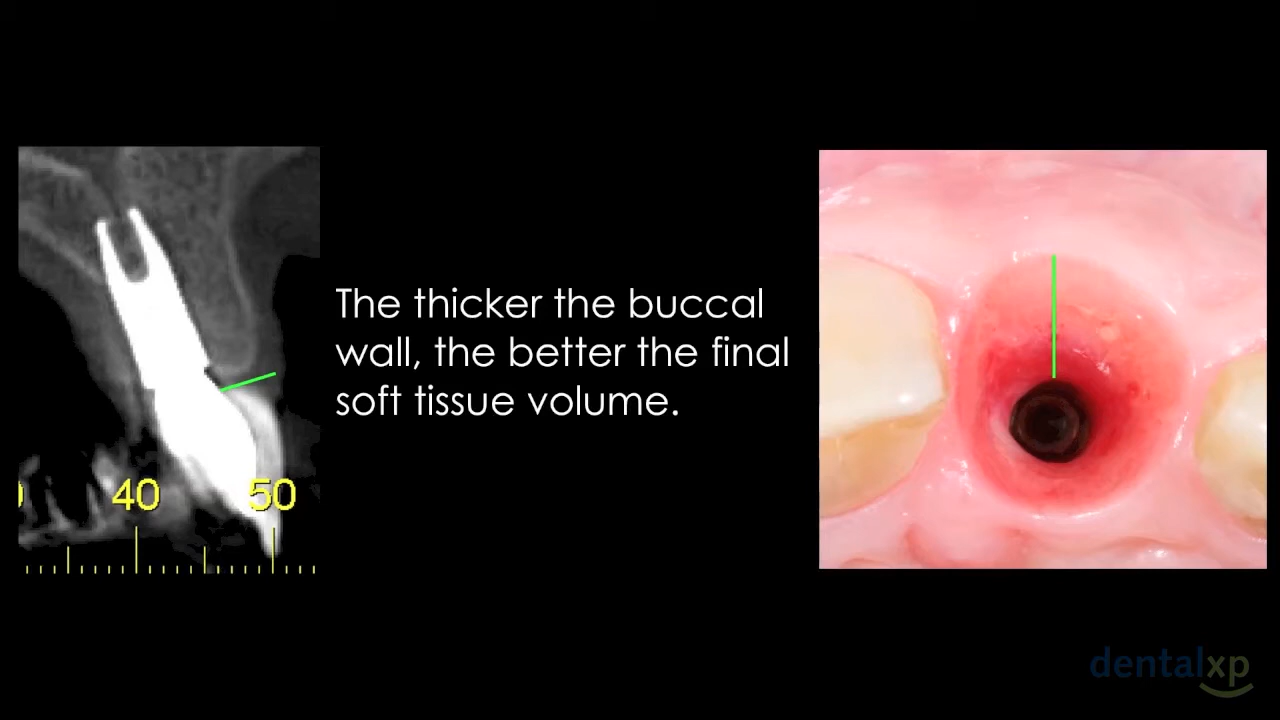 The thicker the buccal
wall, the better the final
soft tissue volume.
40
50
dentalxp